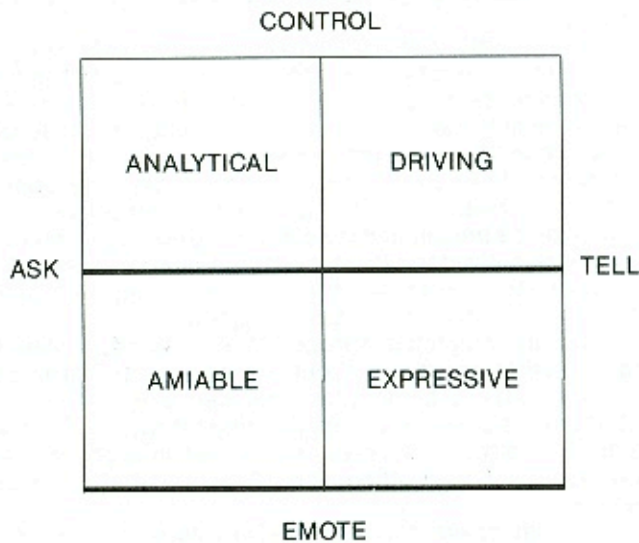 CONTROL
ANALYTICAL DRIVING
ASK TELL
AMIABLE EXPRESSIVE
EMOTE